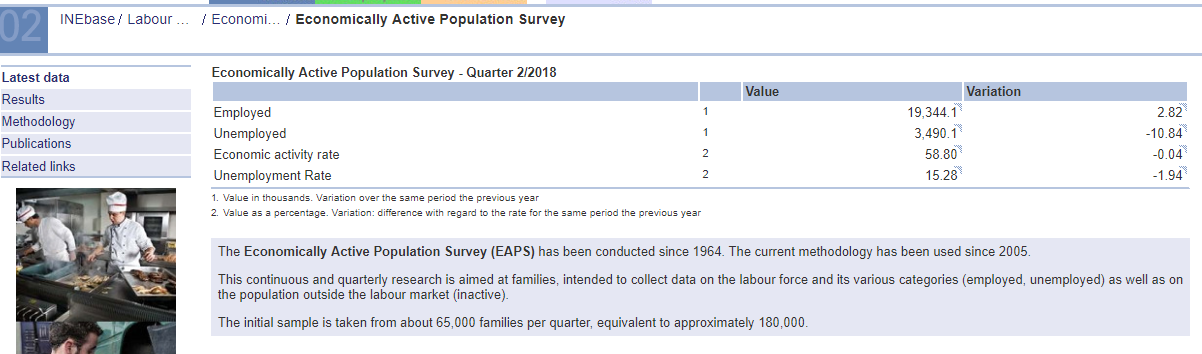 02
INEbase / Labour ... / Economi... / Economically Active Population Survey
Latest data
Results
Methodology
Publications
Related links
Economically Active Population Survey - Quarter 2/2018
Value Variation
Employed 1 19,344.1 2.82
Unemployed 1 3,490.1 -10.84
Economic activity rate 2 58.80 -0.04
Unemployment Rate 2 15.28 -1.94
1. Value in thousands. Variation over the same period the previous year
2. Value as a percentage. Variation: difference with regard to the rate for the same period the previous year
The Economically Active Population Survey (EAPS) has been conducted since 1964. The current methodology has been used since 2005.
This continuous and quarterly research is aimed at families, intended to collect data on the labour force and its various categories (employed, unemployed) as well as on
the population outside the labour market (inactive).
The initial sample is taken from about 65,000 families per quarter, equivalent to approximately 180,000.